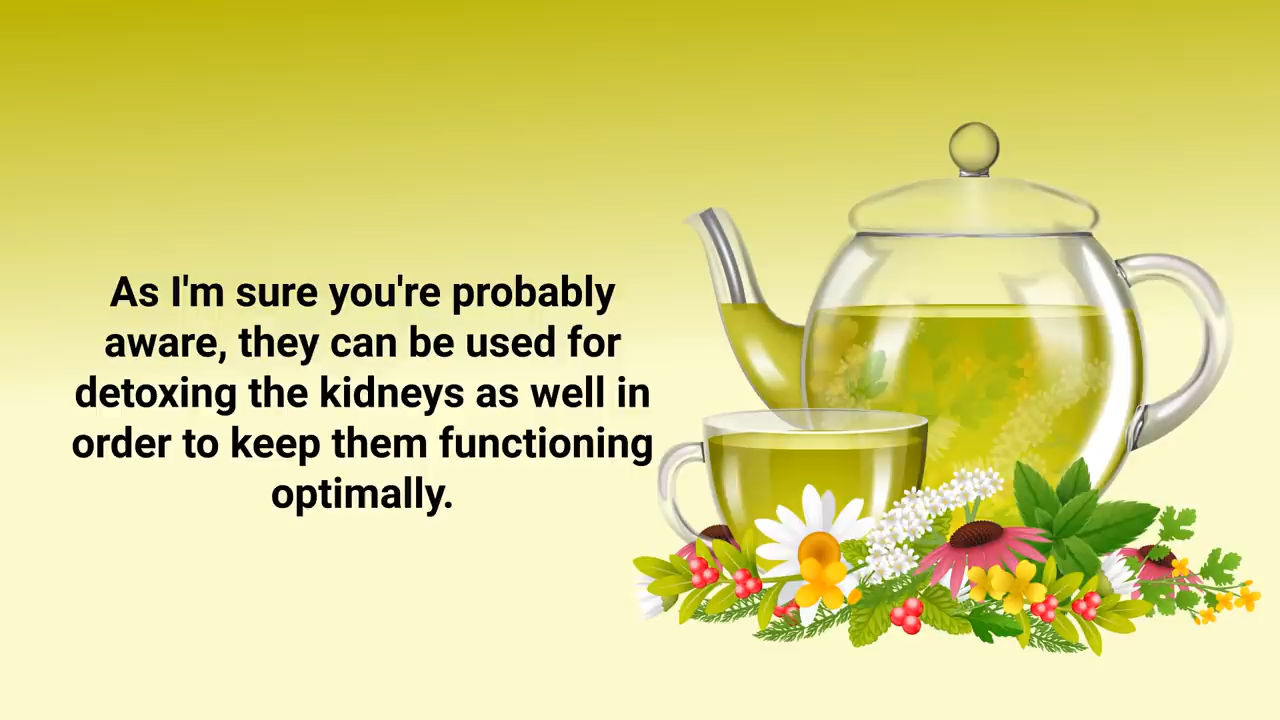 As I'm sure you're probably
aware, they can be used for
detoxing the kidneys as well in
order to keep them functioning
optimally.